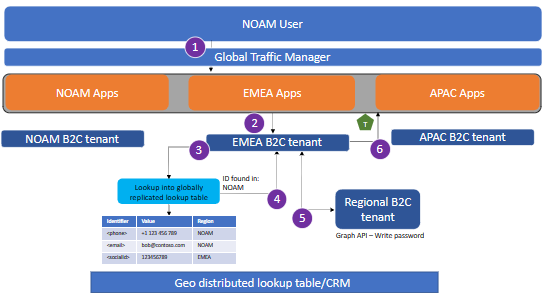 NOAM User
1
Global Traffic Manager
NOAM Apps
EMEA Apps
APAC Apps
2
T
NOAM B2C tenant
EMEA B2C tenant
APAC B2C tenant
3
6
Lookup into globally
replicated lookup table
ID found in:
NOAM
4
5
Regional B2C
tenant
Graph API – Write password
Identifier Value Region
<phone> +1 123 456 789 NOAM
<email> bob@contoso.com NOAM
<socialId> 123456789 EMEA
Geo distributed lookup table/CRM